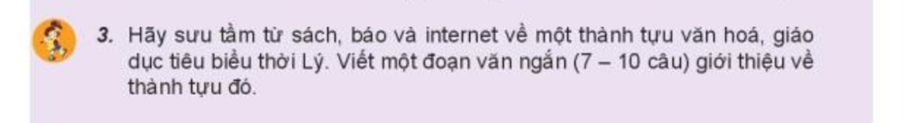 3. Hãy sưu tầm từ sách, báo và internet về một thành tựu văn hoá, giáo
dục tiêu biểu thời Lý. Viết một đoạn văn ngắn (7 – 10 câu) giới thiệu về
thành tựu đó.